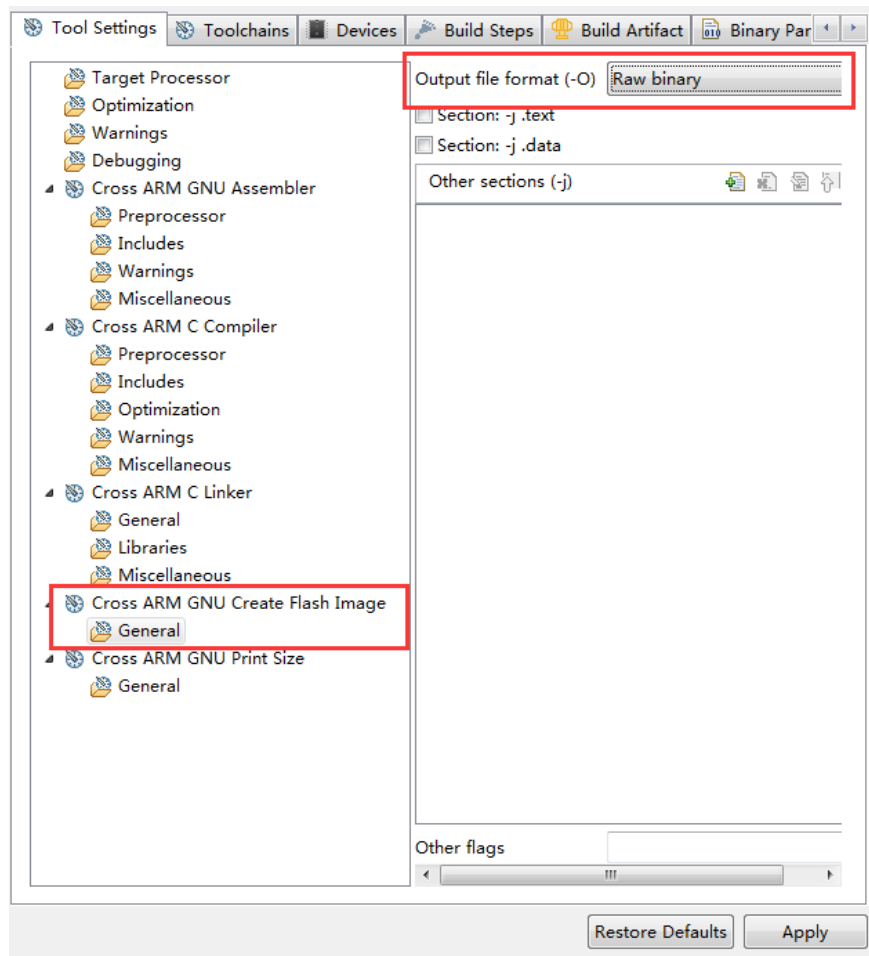 Tool Settings Toolchains Devices Build Steps Build Artifact Binary Par
Target Processor
Optimization
Warnings
Debugging
Cross ARM GNU Assembler
Preprocessor
Includes
Warnings
Miscellaneous
Cross ARM C Compiler
Preprocessor
Includes
Optimization
Warnings
Miscellaneous
Cross ARM C Linker
General
Libraries
Miscellaneous
Cross ARM GNU Create Flash Image
General
Cross ARM GNU Print Size
General
Output file format (-O) Raw binary
Section: -j .text
Section: -j .data
Other sections (-j)
Other flags
Restore Defaults Apply